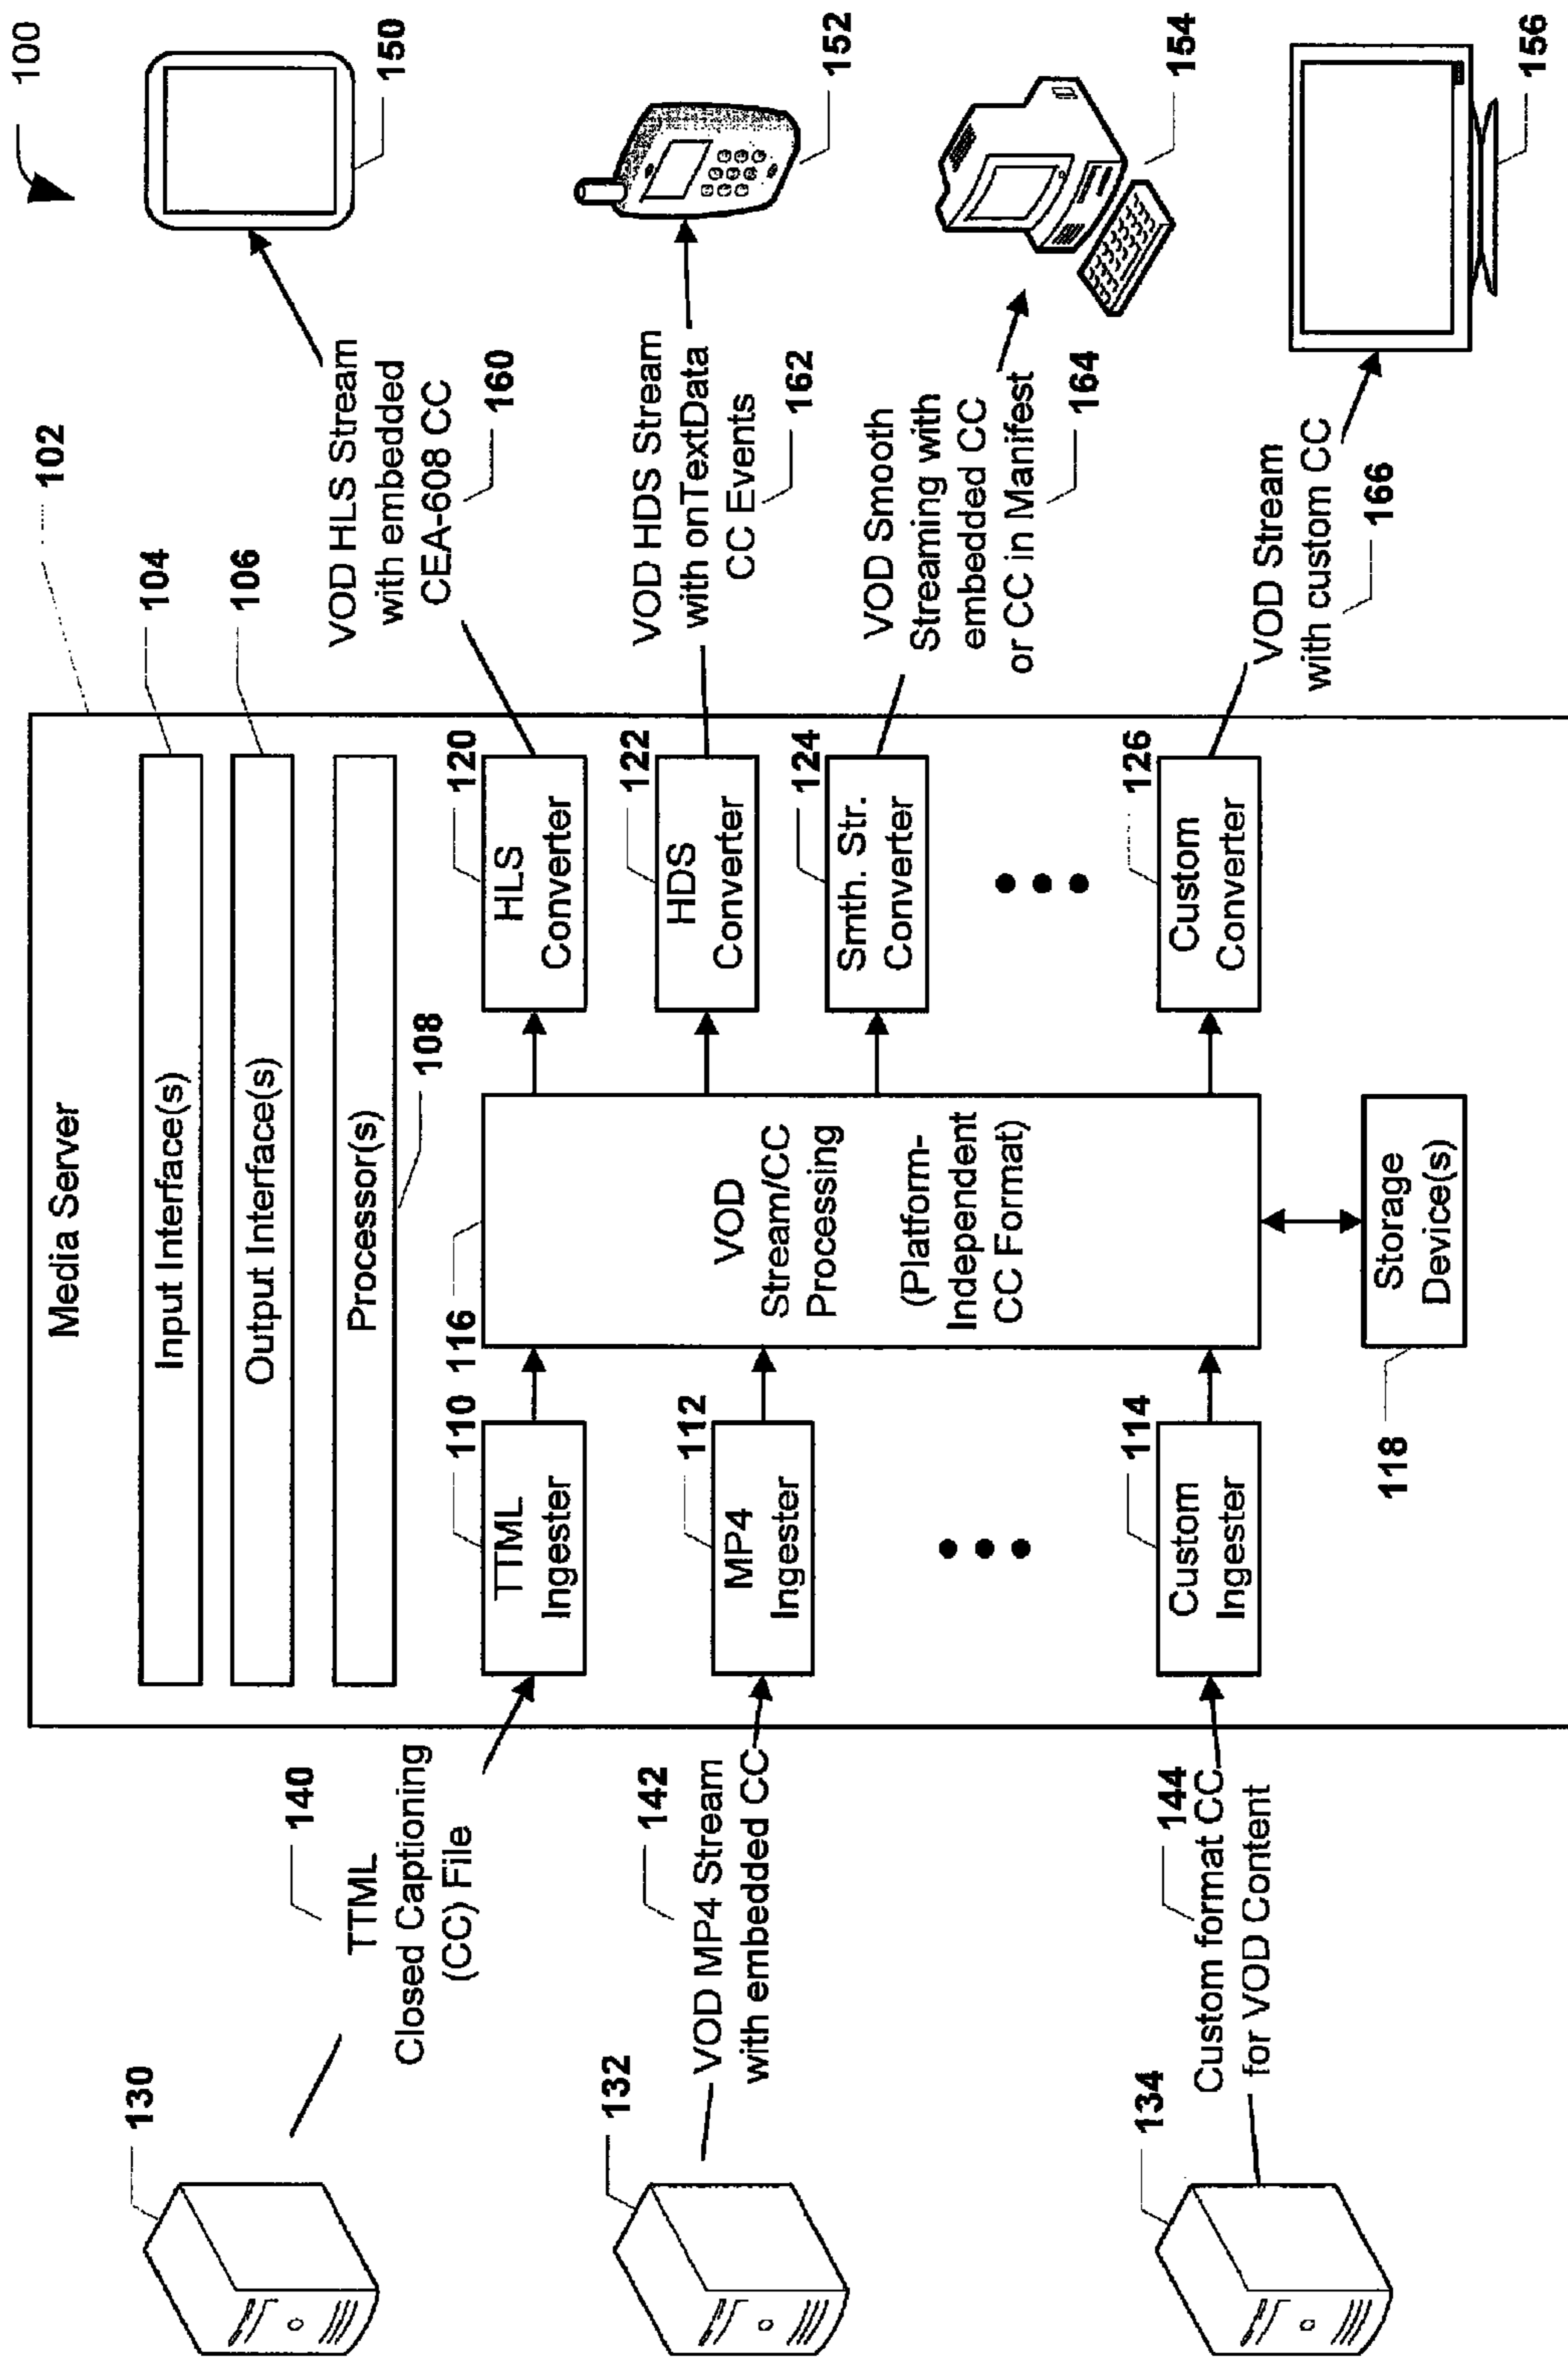 100
102
Media Server
Input Interface(s)
104
Output Interface(s)
106
Processor(s)
108
130
140
TTML
Closed Captioning
(CC) File
110
TTML
Ingester
116
VOD
Stream/CC
Processing
(Platform-
Independent
CC Format)
120
HLS
Converter
VOD HLS Stream
with embedded
CEA-608 CC
160
150
132
142
VOD MP4 Stream
with embedded CC
112
MP4
Ingester
122
HDS
Converter
VOD HDS Stream
with onTextData
CC Events
162
152
124
Smth. Str.
Converter
VOD Smooth
Streaming with
embedded CC
or CC in Manifest
164
154
134
144
Custom format CC
for VOD Content
114
Custom
Ingester
126
Custom
Converter
VOD Stream
with custom CC
166
156
118
Storage
Device(s)